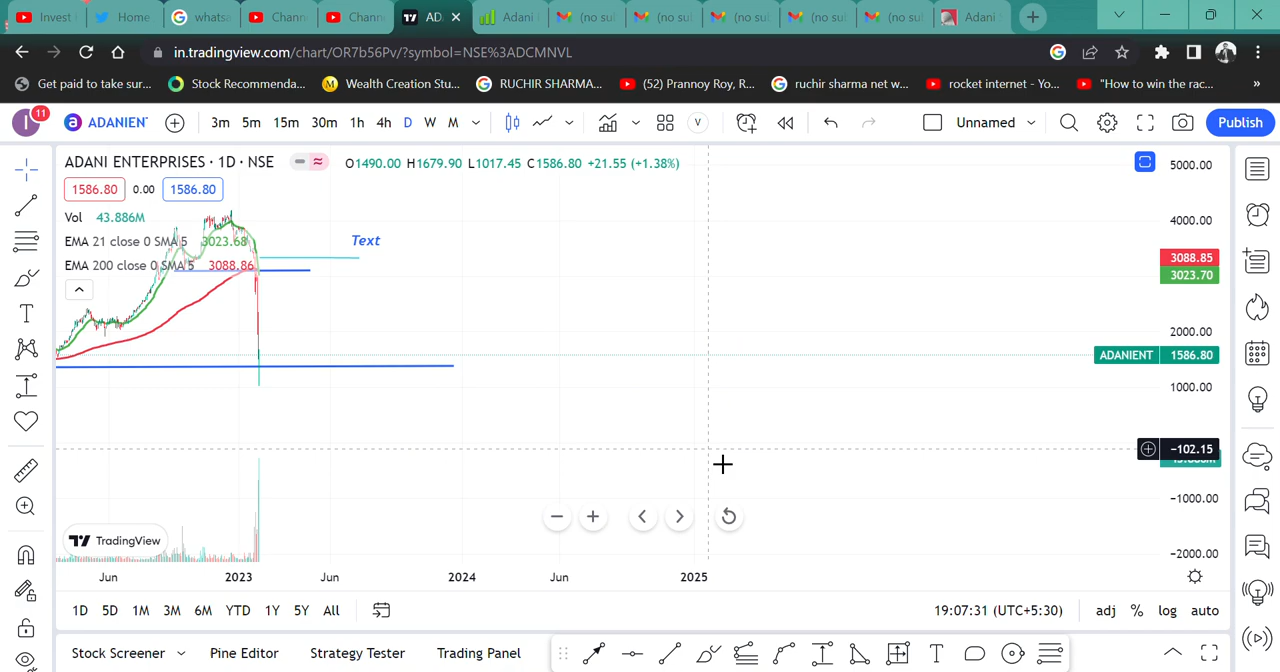 Invest
Home
whatsa
Chann
Chann
AD
Adani
(no sul
(no sul
(no sul
(no sul
(no sul
Adani
in.tradingview.com/chart/OR7b56Pv/?symbol=NSE%3ADCMNVL
Get paid to take sur...
Stock Recommenda...
Wealth Creation Stu...
RUCHIR SHARMA...
(52) Prannoy Roy, R...
ruchir sharma net w...
rocket internet - Yo...
"How to win the rac...
»
I 11
a ADANIEN
3m 5m 15m 30m 1h 4h D W M
V
Unnamed
Publish
ADANI ENTERPRISES · 1D · NSE
O1490.00 H1679.90 L1017.45 C1586.80 +21.55 (+1.38%)
1586.80 0.00 1586.80
Vol 43.886M
EMA 21 close 0 SMA 5 3023.68
EMA 200 close 0 SMA 5 3088.86
Text
5000.00
4000.00
3088.85
3023.70
2000.00
ADANIENT 1586.80
1000.00
−102.15
−1000.00
−2000.00
TradingView
Jun 2023 Jun 2024 Jun 2025
1D 5D 1M 3M 6M YTD 1Y 5Y All
19:07:31 (UTC+5:30) adj % log auto
Stock Screener Pine Editor Strategy Tester Trading Panel